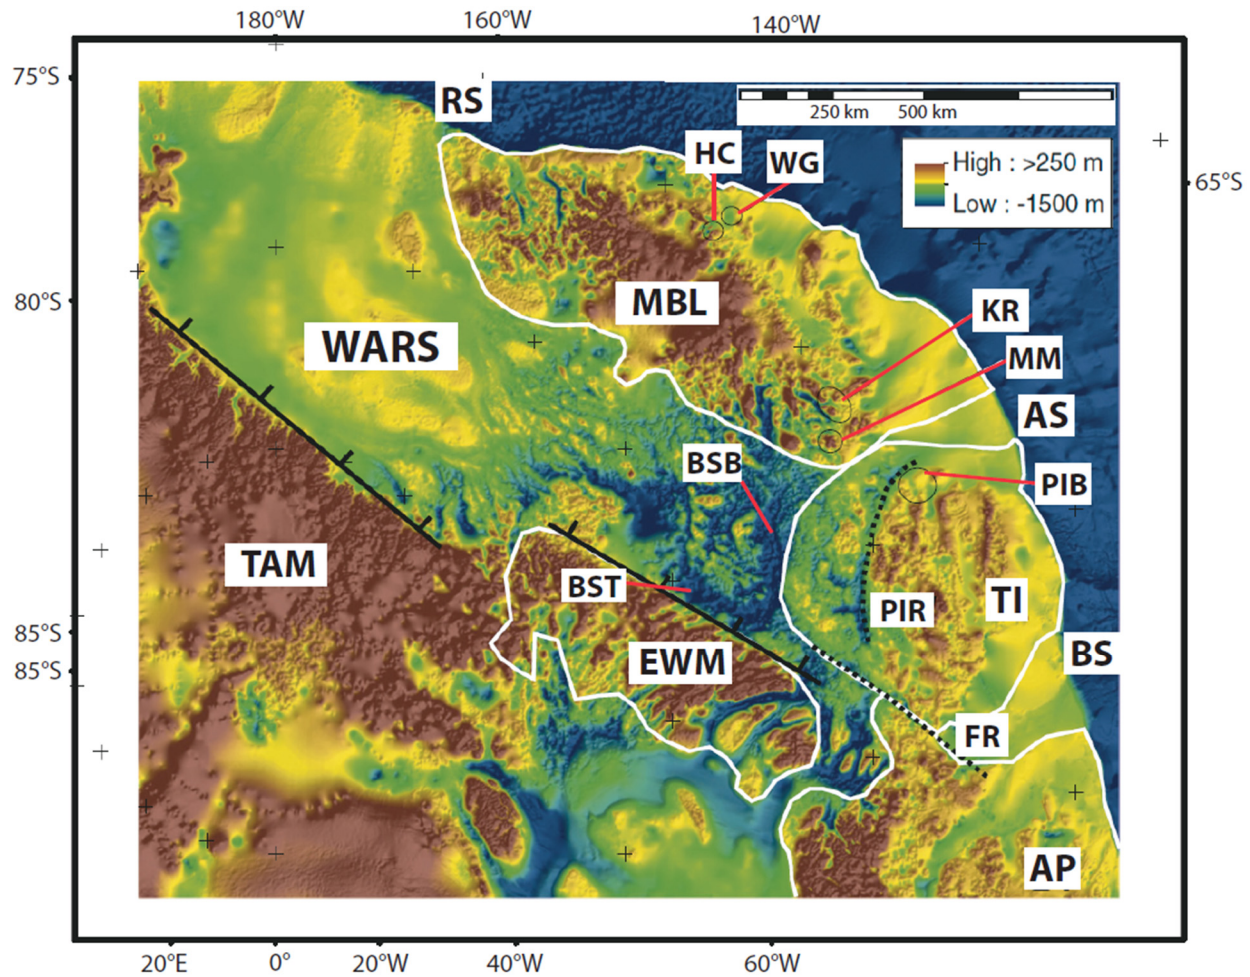 180°W
160°W
140°W
75°S
RS
250 km
500 km
HC
WG
High : >250 m
Low : -1500 m
65°S
80°S
MBL
KR
WARS
MM
AS
BSB
PIB
TAM
BST
PIR
TI
EWM
BS
85°S
85°S
FR
AP
20°E
0°
20°W
40°W
60°W